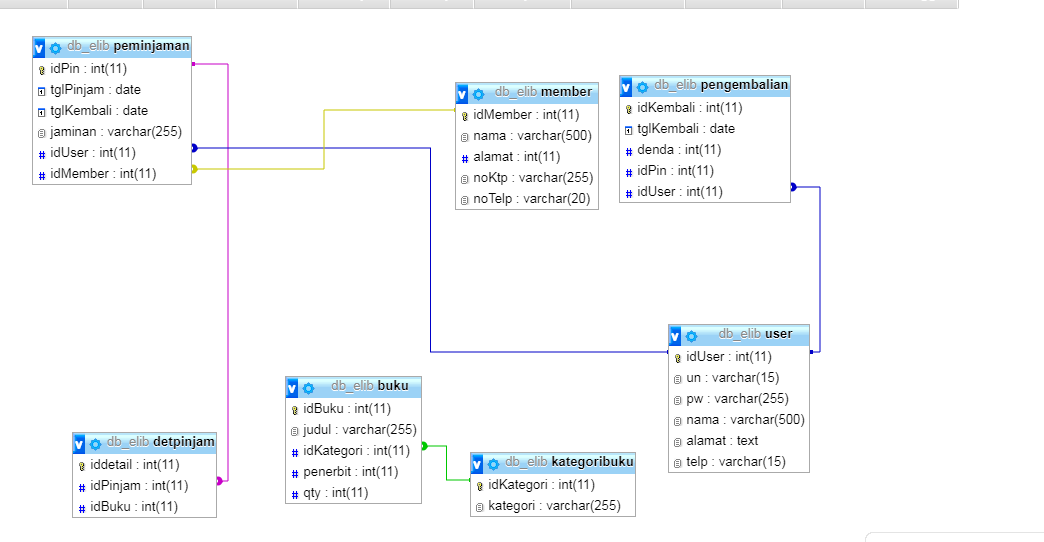 db_elib peminjaman
idPin : int(11)
tglPinjam : date
tglKembali : date
jaminan : varchar(255)
idUser : int(11)
idMember : int(11)
db_elib member
idMember : int(11)
nama : varchar(500)
alamat : int(11)
noKtp : varchar(255)
noTelp : varchar(20)
db_elib pengembalian
idKembali : int(11)
tglKembali : date
denda : int(11)
idPin : int(11)
idUser : int(11)
db_elib user
idUser : int(11)
un : varchar(15)
pw : varchar(255)
nama : varchar(500)
alamat : text
telp : varchar(15)
db_elib buku
idBuku : int(11)
judul : varchar(255)
idKategori : int(11)
penerbit : int(11)
qty : int(11)
db_elib detpinjam
iddetail : int(11)
idPinjam : int(11)
idBuku : int(11)
db_elib kategoribuku
idKategori : int(11)
kategori : varchar(255)